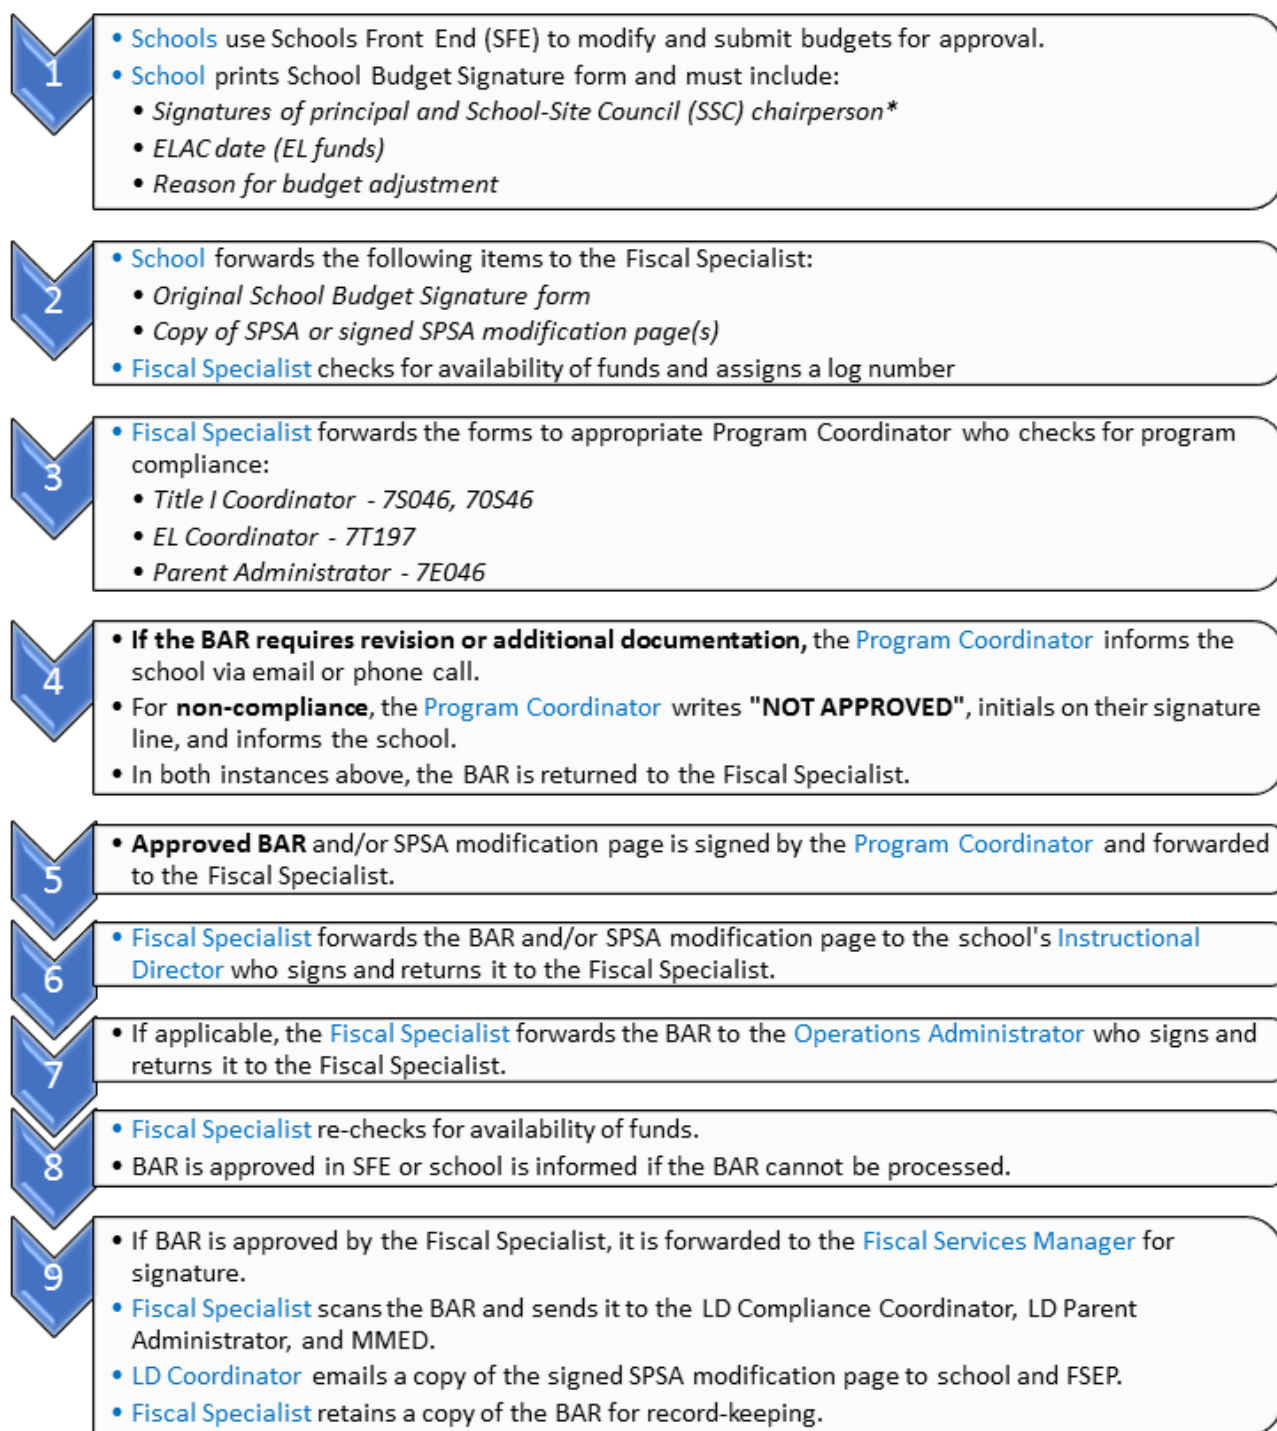 1
• Schools use Schools Front End (SFE) to modify and submit budgets for approval.
• School prints School Budget Signature form and must include:
• Signatures of principal and School-Site Council (SSC) chairperson*
• ELAC date (EL funds)
• Reason for budget adjustment
2
• School forwards the following items to the Fiscal Specialist:
• Original School Budget Signature form
• Copy of SPSA or signed SPSA modification page(s)
• Fiscal Specialist checks for availability of funds and assigns a log number
3
• Fiscal Specialist forwards the forms to appropriate Program Coordinator who checks for program
compliance:
• Title I Coordinator - 7S046, 70S46
• EL Coordinator - 7T197
• Parent Administrator - 7E046
4
• If the BAR requires revision or additional documentation, the Program Coordinator informs the
school via email or phone call.
• For non-compliance, the Program Coordinator writes "NOT APPROVED", initials on their signature
line, and informs the school.
• In both instances above, the BAR is returned to the Fiscal Specialist.
5
• Approved BAR and/or SPSA modification page is signed by the Program Coordinator and forwarded
to the Fiscal Specialist.
6
• Fiscal Specialist forwards the BAR and/or SPSA modification page to the school's Instructional
Director who signs and returns it to the Fiscal Specialist.
7
• If applicable, the Fiscal Specialist forwards the BAR to the Operations Administrator who signs and
returns it to the Fiscal Specialist.
8
• Fiscal Specialist re-checks for availability of funds.
• BAR is approved in SFE or school is informed if the BAR cannot be processed.
9
• If BAR is approved by the Fiscal Specialist, it is forwarded to the Fiscal Services Manager for
signature.
• Fiscal Specialist scans the BAR and sends it to the LD Compliance Coordinator, LD Parent
Administrator, and MMED.
• LD Coordinator emails a copy of the signed SPSA modification page to school and FSEP.
• Fiscal Specialist retains a copy of the BAR for record-keeping.